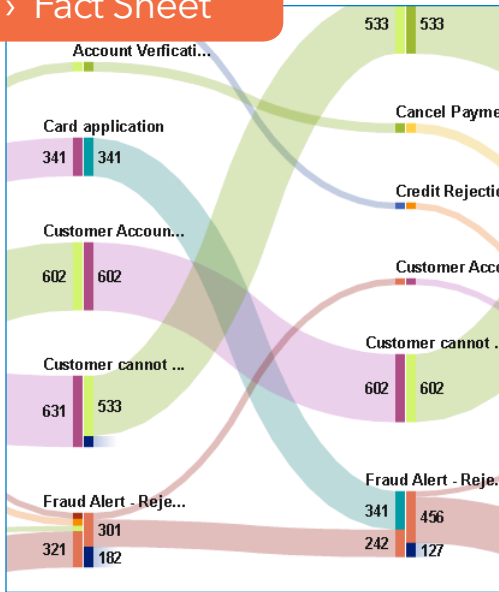 › Fact Sheet
533 533
Account Verficati...
Cancel Payme
Card application
341 341
Credit Rejectio
Customer Accoun...
602 602
Customer Acco
Customer cannot ...
602 602
Customer cannot ...
631 533
Fraud Alert - Reje...
341 456
242 127
Fraud Alert - Reje...
301
321
182